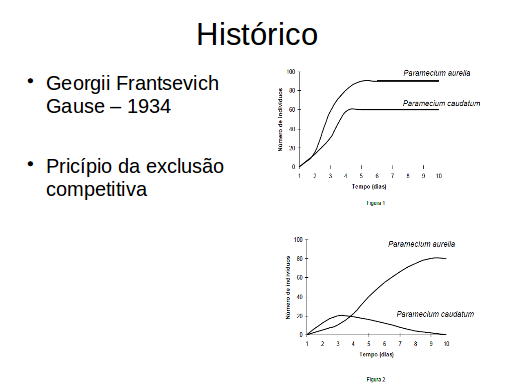 Histórico
• Georgii Frantsevich
Gause – 1934
• Pricípio da exclusão
competitiva
Paramecium aurelia
Paramecium caudatum
Número de indivíduos
100
80
60
40
20
0
1 2 3 4 5 6 7 8 9 10
Tempo (dias)
Figura 1
Paramecium aurelia
Paramecium caudatum
Número de indivíduos
100
80
60
40
20
0
1 2 3 4 5 6 7 8 9 10
Tempo (dias)
Figura 2